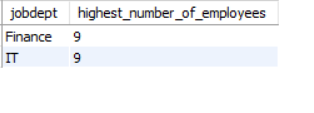 jobdept highest_number_of_employees
Finance 9
IT 9